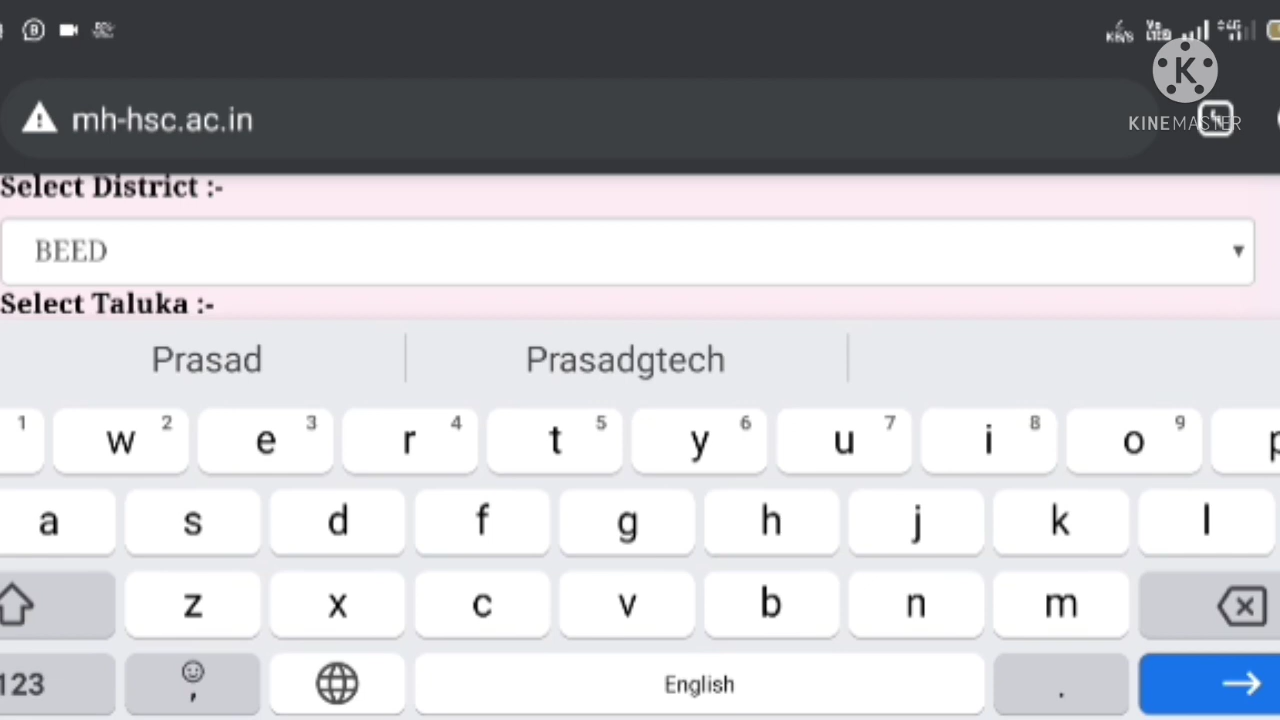 KB/S
mh-hsc.ac.in
KINEMASTER
Select District :-
BEED
Select Taluka :-
Prasad Prasadgtech
1 w 2 e 3 r 4 t 5 y 6 u 7 i 8 o 9 p
a s d f g h j k l
z x c v b n m
123 , English .